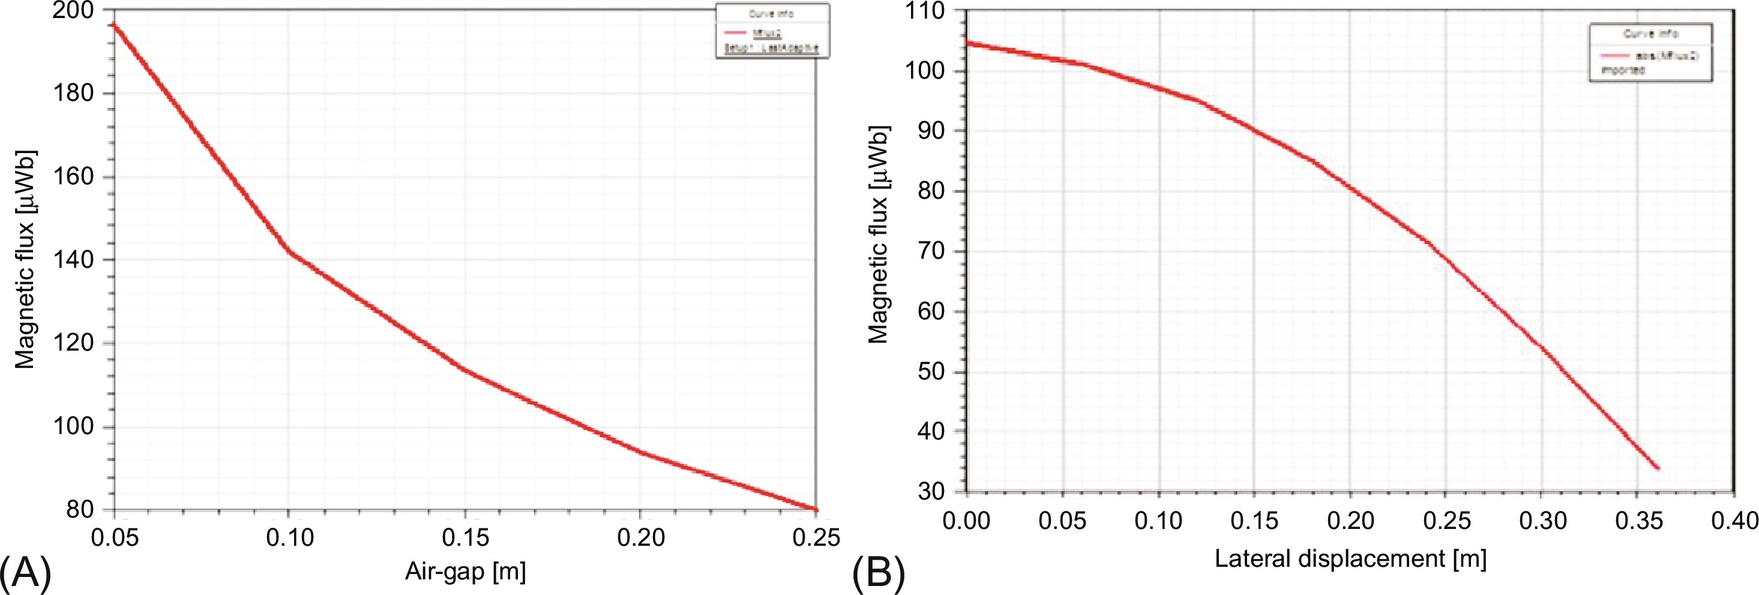 200
180
160
140
120
100
80
Magnetic flux [μWb]
0.05 0.10 0.15 0.20 0.25
Air-gap [m]
Curve Info
Mflux2
Setup1 : LastAdaptive
(A)
110
100
90
80
70
60
50
40
30
Magnetic flux [μWb]
0.00 0.05 0.10 0.15 0.20 0.25 0.30 0.35 0.40
Lateral displacement [m]
Curve Info
abs(Mflux2)
Imported
(B)